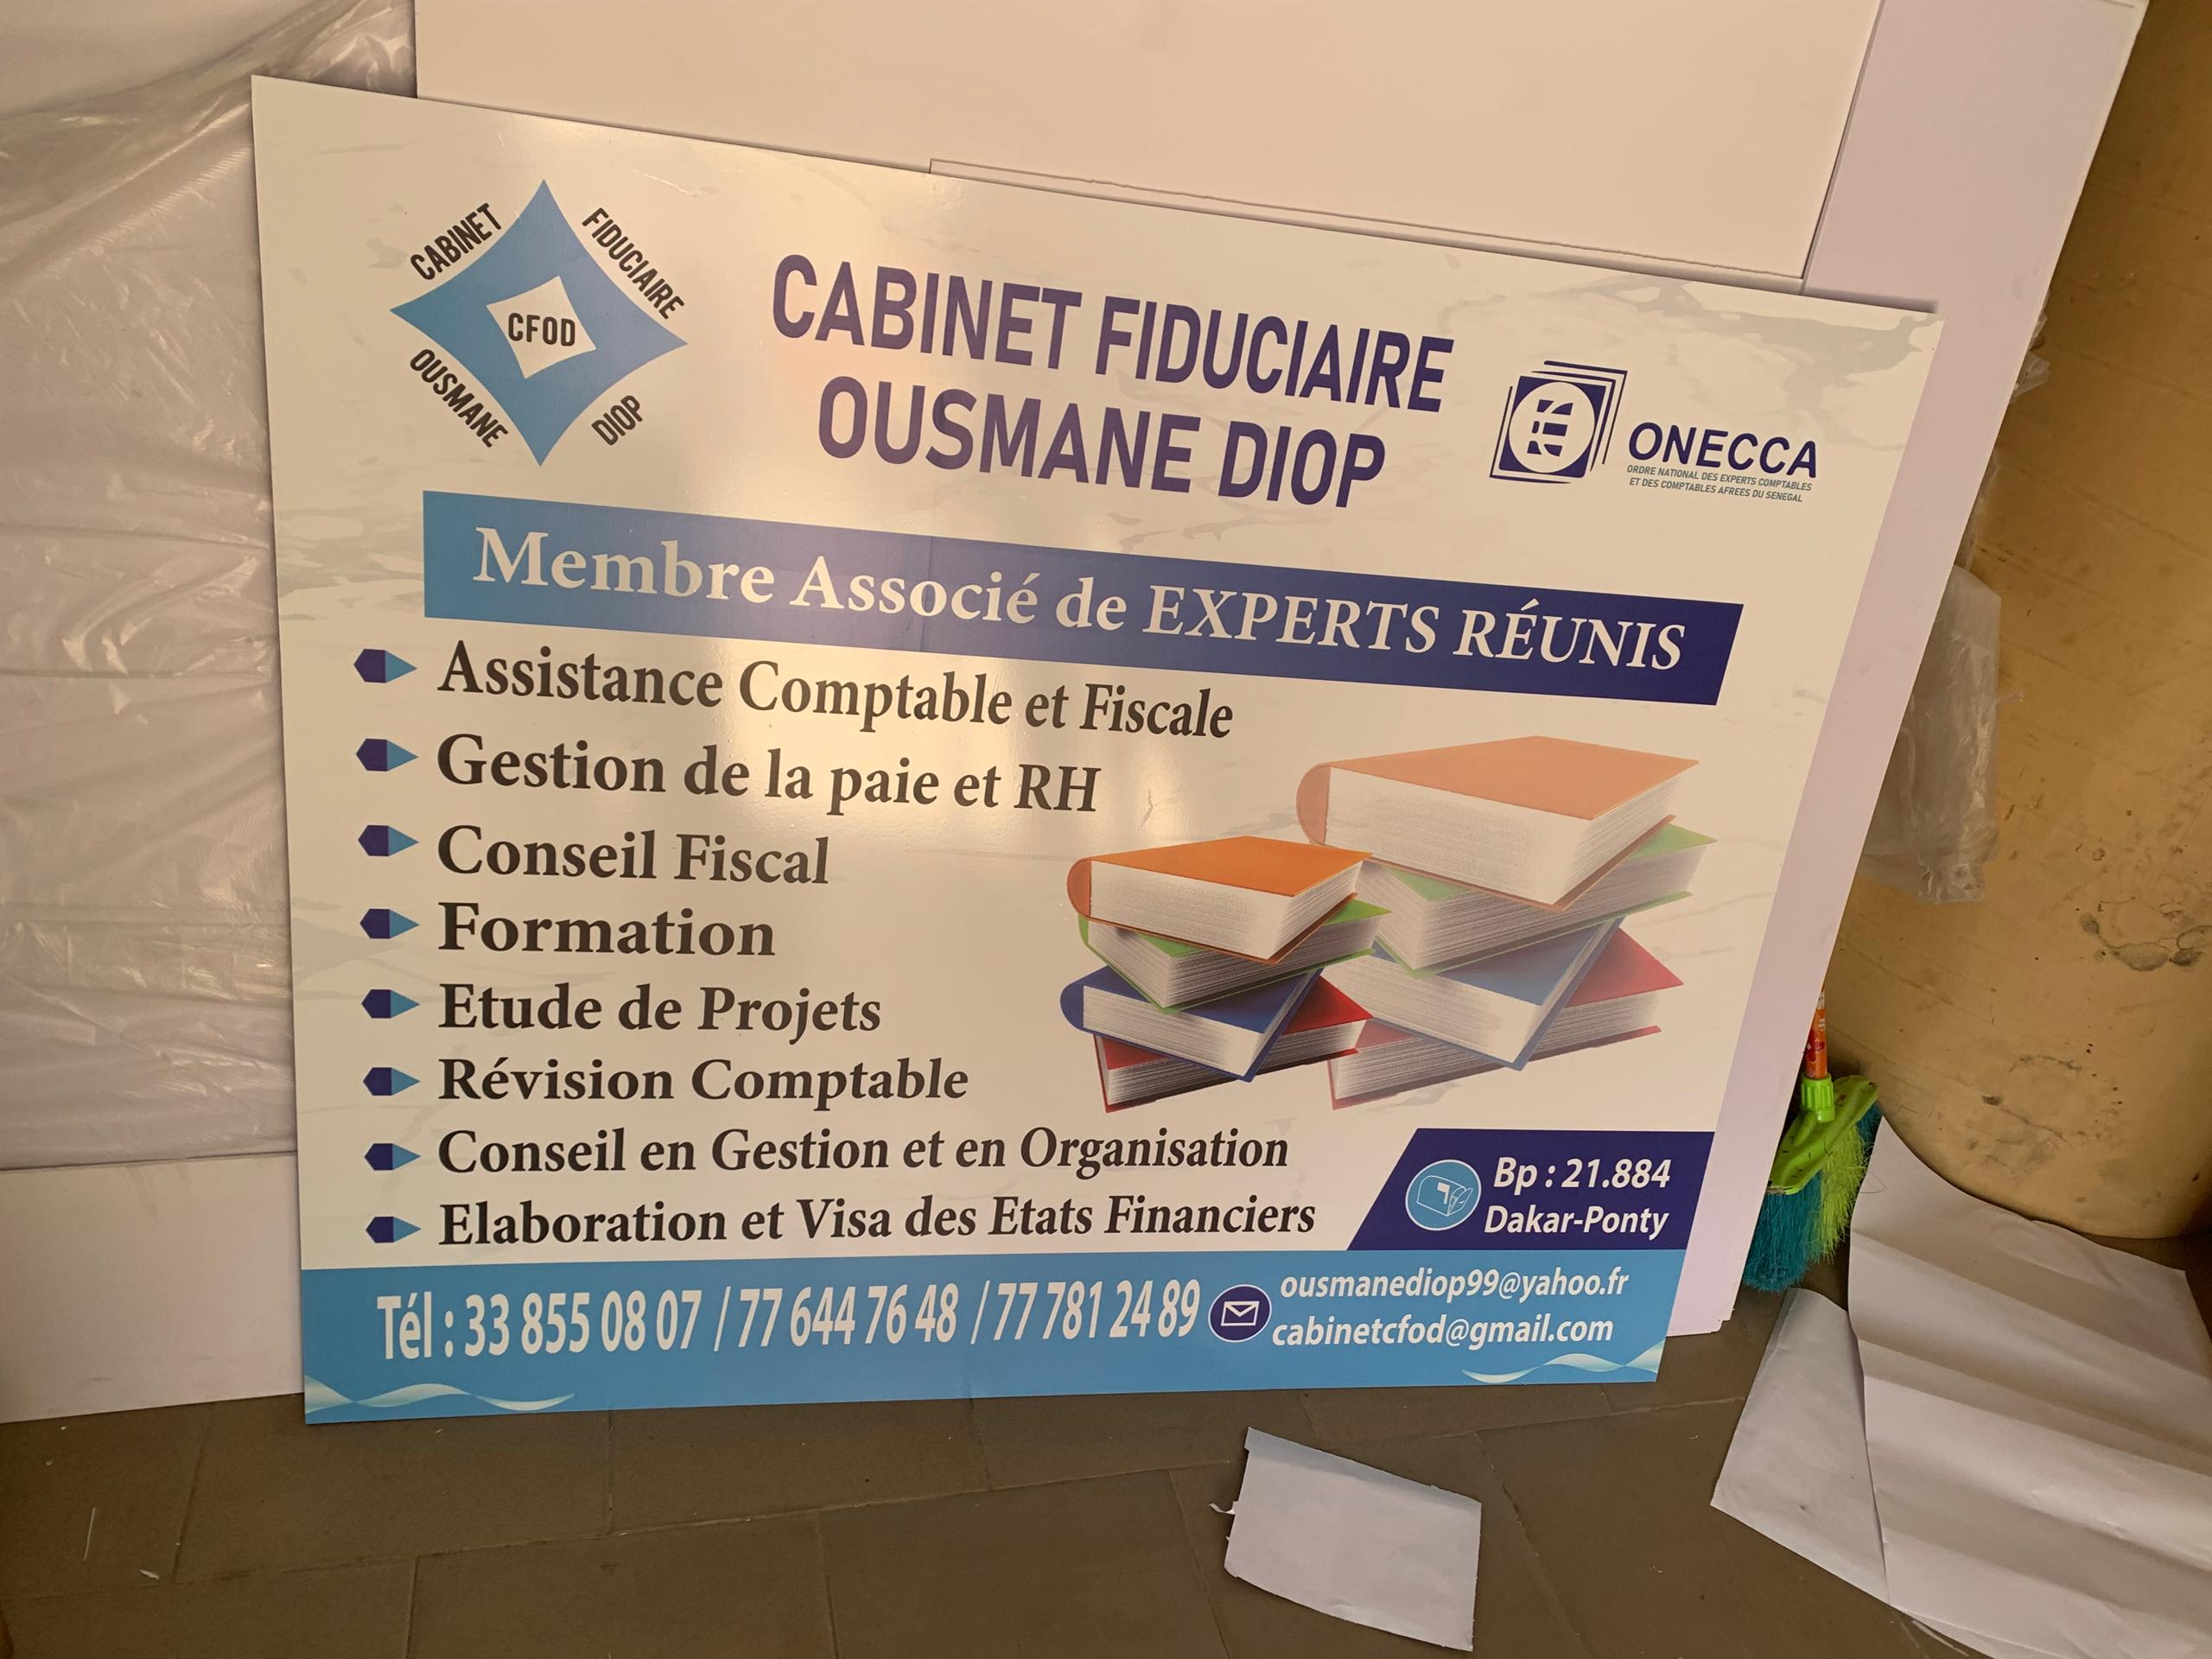 CABINET
FIDUCIAIRE
CFOD
OUSMANE
DIOP
CABINET FIDUCIAIRE
OUSMANE DIOP
ONECCA
ORDRE NATIONAL DES EXPERTS COMPTABLES
ET DES COMPTABLES AFREES DU SENEGAL
Membre Associé de EXPERTS RÉUNIS
Assistance Comptable et Fiscale
Gestion de la paie et RH
Conseil Fiscal
Formation
Etude de Projets
Révision Comptable
Conseil en Gestion et en Organisation
Elaboration et Visa des Etats Financiers
Bp : 21.884
Dakar-Ponty
Tél : 33 855 08 07 / 77 644 76 48 / 77 781 24 89
ousmanediop99@yahoo.fr
cabinetcfod@gmail.com